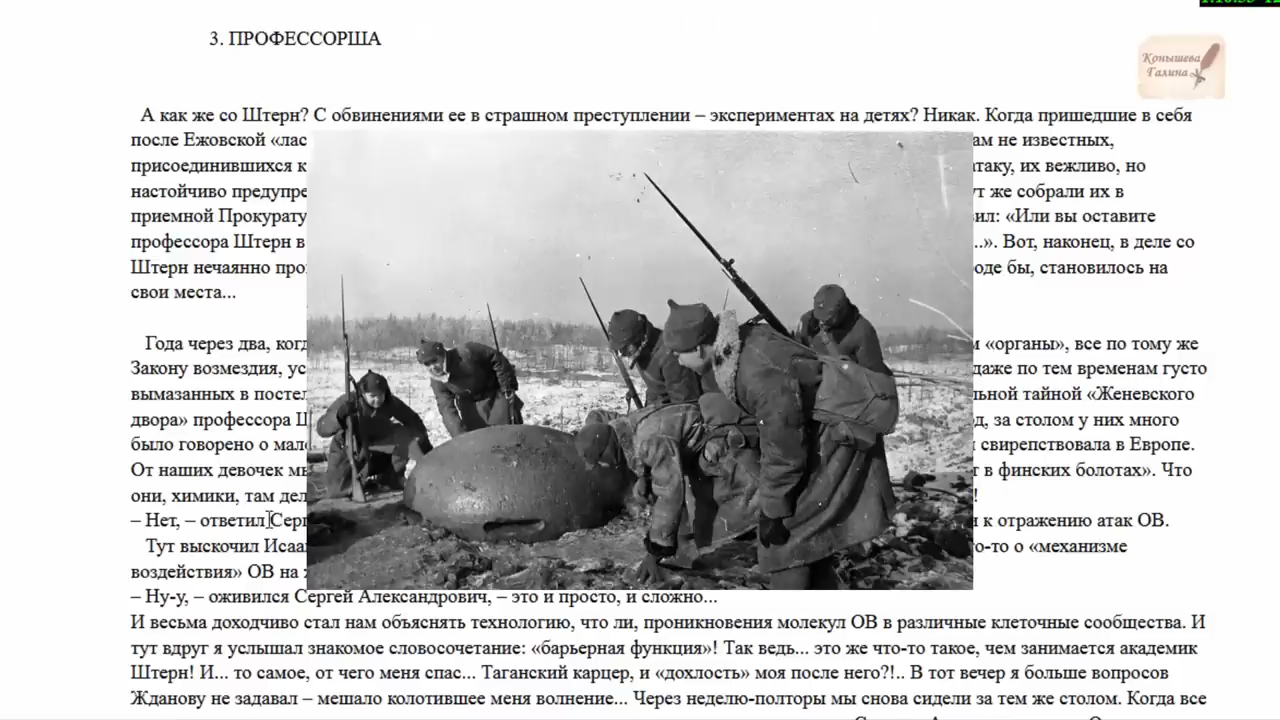 3. ПРОФЕССОРША
Конышева
Галина
А как же со Штерн? С обвинениями ее в страшном преступлении – экспериментах на детях? Никак. Когда пришедшие в себя
после Ежовской «лас ам не известных,
присоединившихся к атаку, их вежливо, но
настойчиво предупре т же собрали их в
приемной Прокурату ил: «Или вы оставите
профессора Штерн в ..». Вот, наконец, в деле со
Штерн нечаянно про оде бы, становилось на
свои места...
Года через два, ког м «органы», все по тому же
Закону возмездия, ус даже по тем временам густо
вымазанных в постел льной тайной «Женевского
двора» профессора Ш д, за столом у них много
было говорено о мало свирепствовала в Европе.
От наших девочек мы т в финских болотах». Что
они, химики, там дел !
– Нет, – ответил Серг и к отражению атак ОВ.
Тут выскочил Исаа о-то о «механизме
воздействия» ОВ на
– Ну-у, – оживился Сергей Александрович, – это и просто, и сложно...
И весьма доходчиво стал нам объяснять технологию, что ли, проникновения молекул ОВ в различные клеточные сообщества. И
тут вдруг я услышал знакомое словосочетание: «барьерная функция»! Так ведь... это же что-то такое, чем занимается академик
Штерн! И... то самое, от чего меня спас... Таганский карцер, и «дохлость» моя после него?!.. В тот вечер я больше вопросов
Жданову не задавал – мешало колотившее меня волнение... Через неделю-полторы мы снова сидели за тем же столом. Когда все